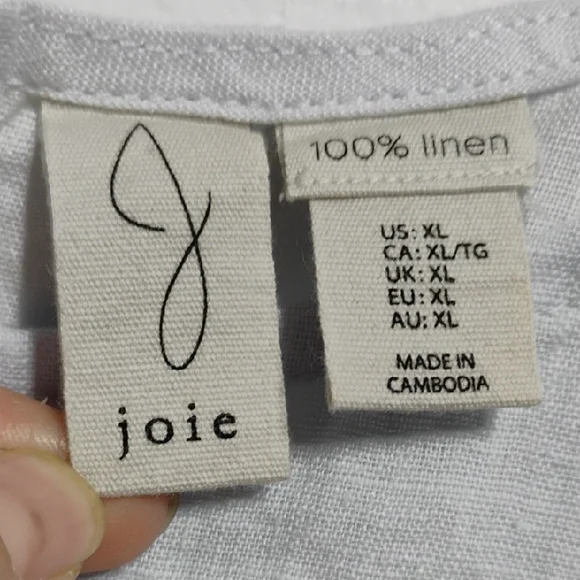 joie
100% linen
US: XL
CA: XL/TG
UK: XL
EU: XL
AU: XL
MADE IN
CAMBODIA